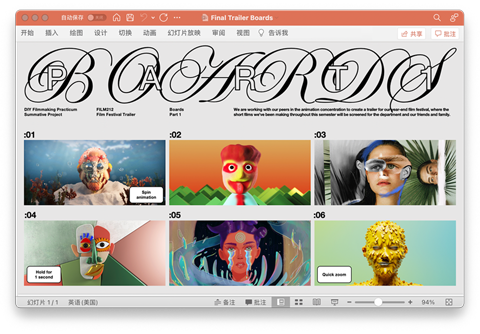 自动保存 Final Trailer Boards
开始 插入 绘图 设计 切换 动画 幻灯片放映 审阅 视图 告诉我 共享 批注
BOARDS
PART 1
DIY Filmmaking Practicum
Summative Project
FILM212
Film Festival Trailer
Boards
Part 1
We are working with our peers in the animation concentration to create a trailer for our year-end film festival, where the
short films we've been making throughout this semester will be screened for the department and our friends and family.
:01 :02 :03
Spin
animation
:04 :05 :06
Hold for
1 second
Quick zoom
幻灯片 1 / 1 英语 (美国) 备注 批注 94%